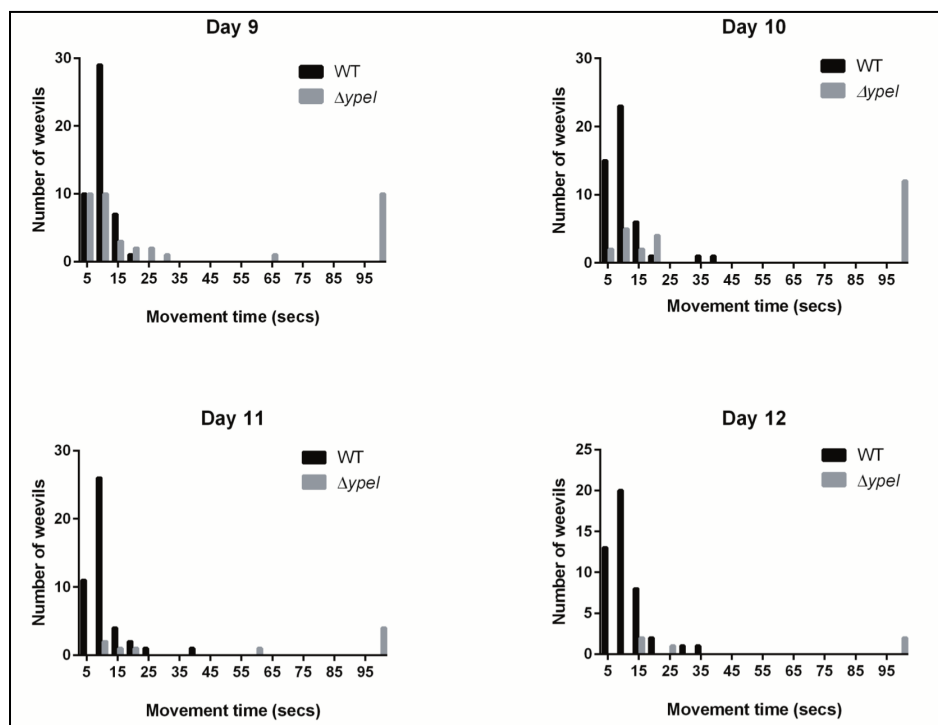 Day 9
30
20
10
0
Number of weevils
WT
Δypel
5 15 25 35 45 55 65 75 85 95
Movement time (secs)
Day 10
30
20
10
0
Number of weevils
WT
Δypel
5 15 25 35 45 55 65 75 85 95
Movement time (secs)
Day 11
30
20
10
0
Number of weevils
WT
Δypel
5 15 25 35 45 55 65 75 85 95
Movement time (secs)
Day 12
25
20
15
10
5
0
Number of weevils
WT
Δypel
5 15 25 35 45 55 65 75 85 95
Movement time (secs)